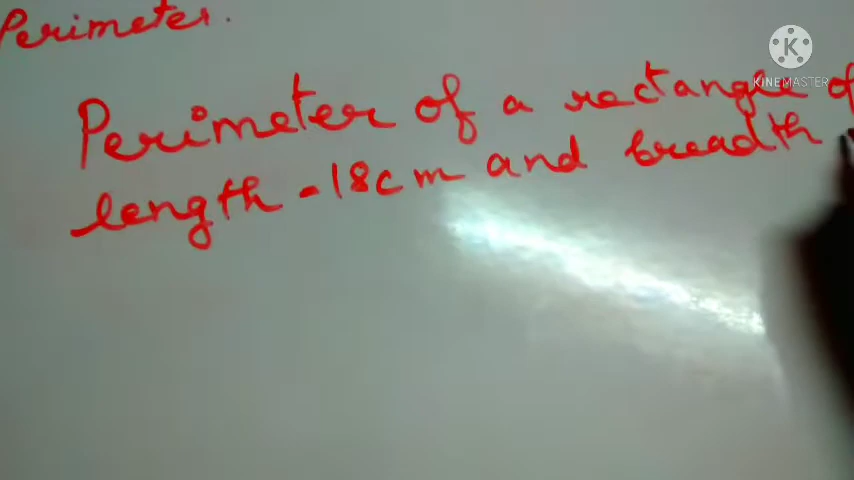 Perimeter.
Perimeter of a rectangle of
length - 18cm and breadth
K
KINEMASTER